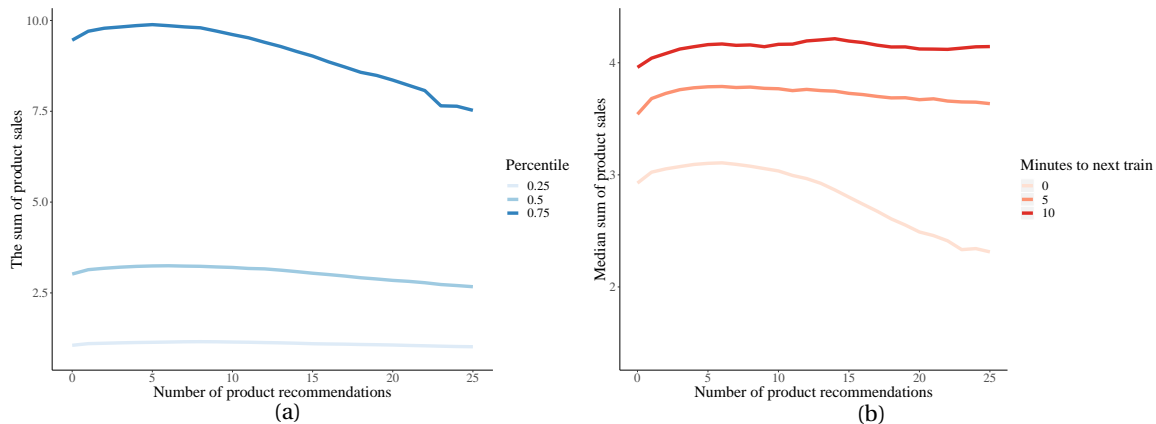 The sum of product sales
10.0
7.5
5.0
2.5
0 5 10 15 20 25
Number of product recommendations
(a)
Percentile
0.25
0.5
0.75
Median sum of product sales
4
3
2
0 5 10 15 20 25
Number of product recommendations
(b)
Minutes to next train
0
5
10